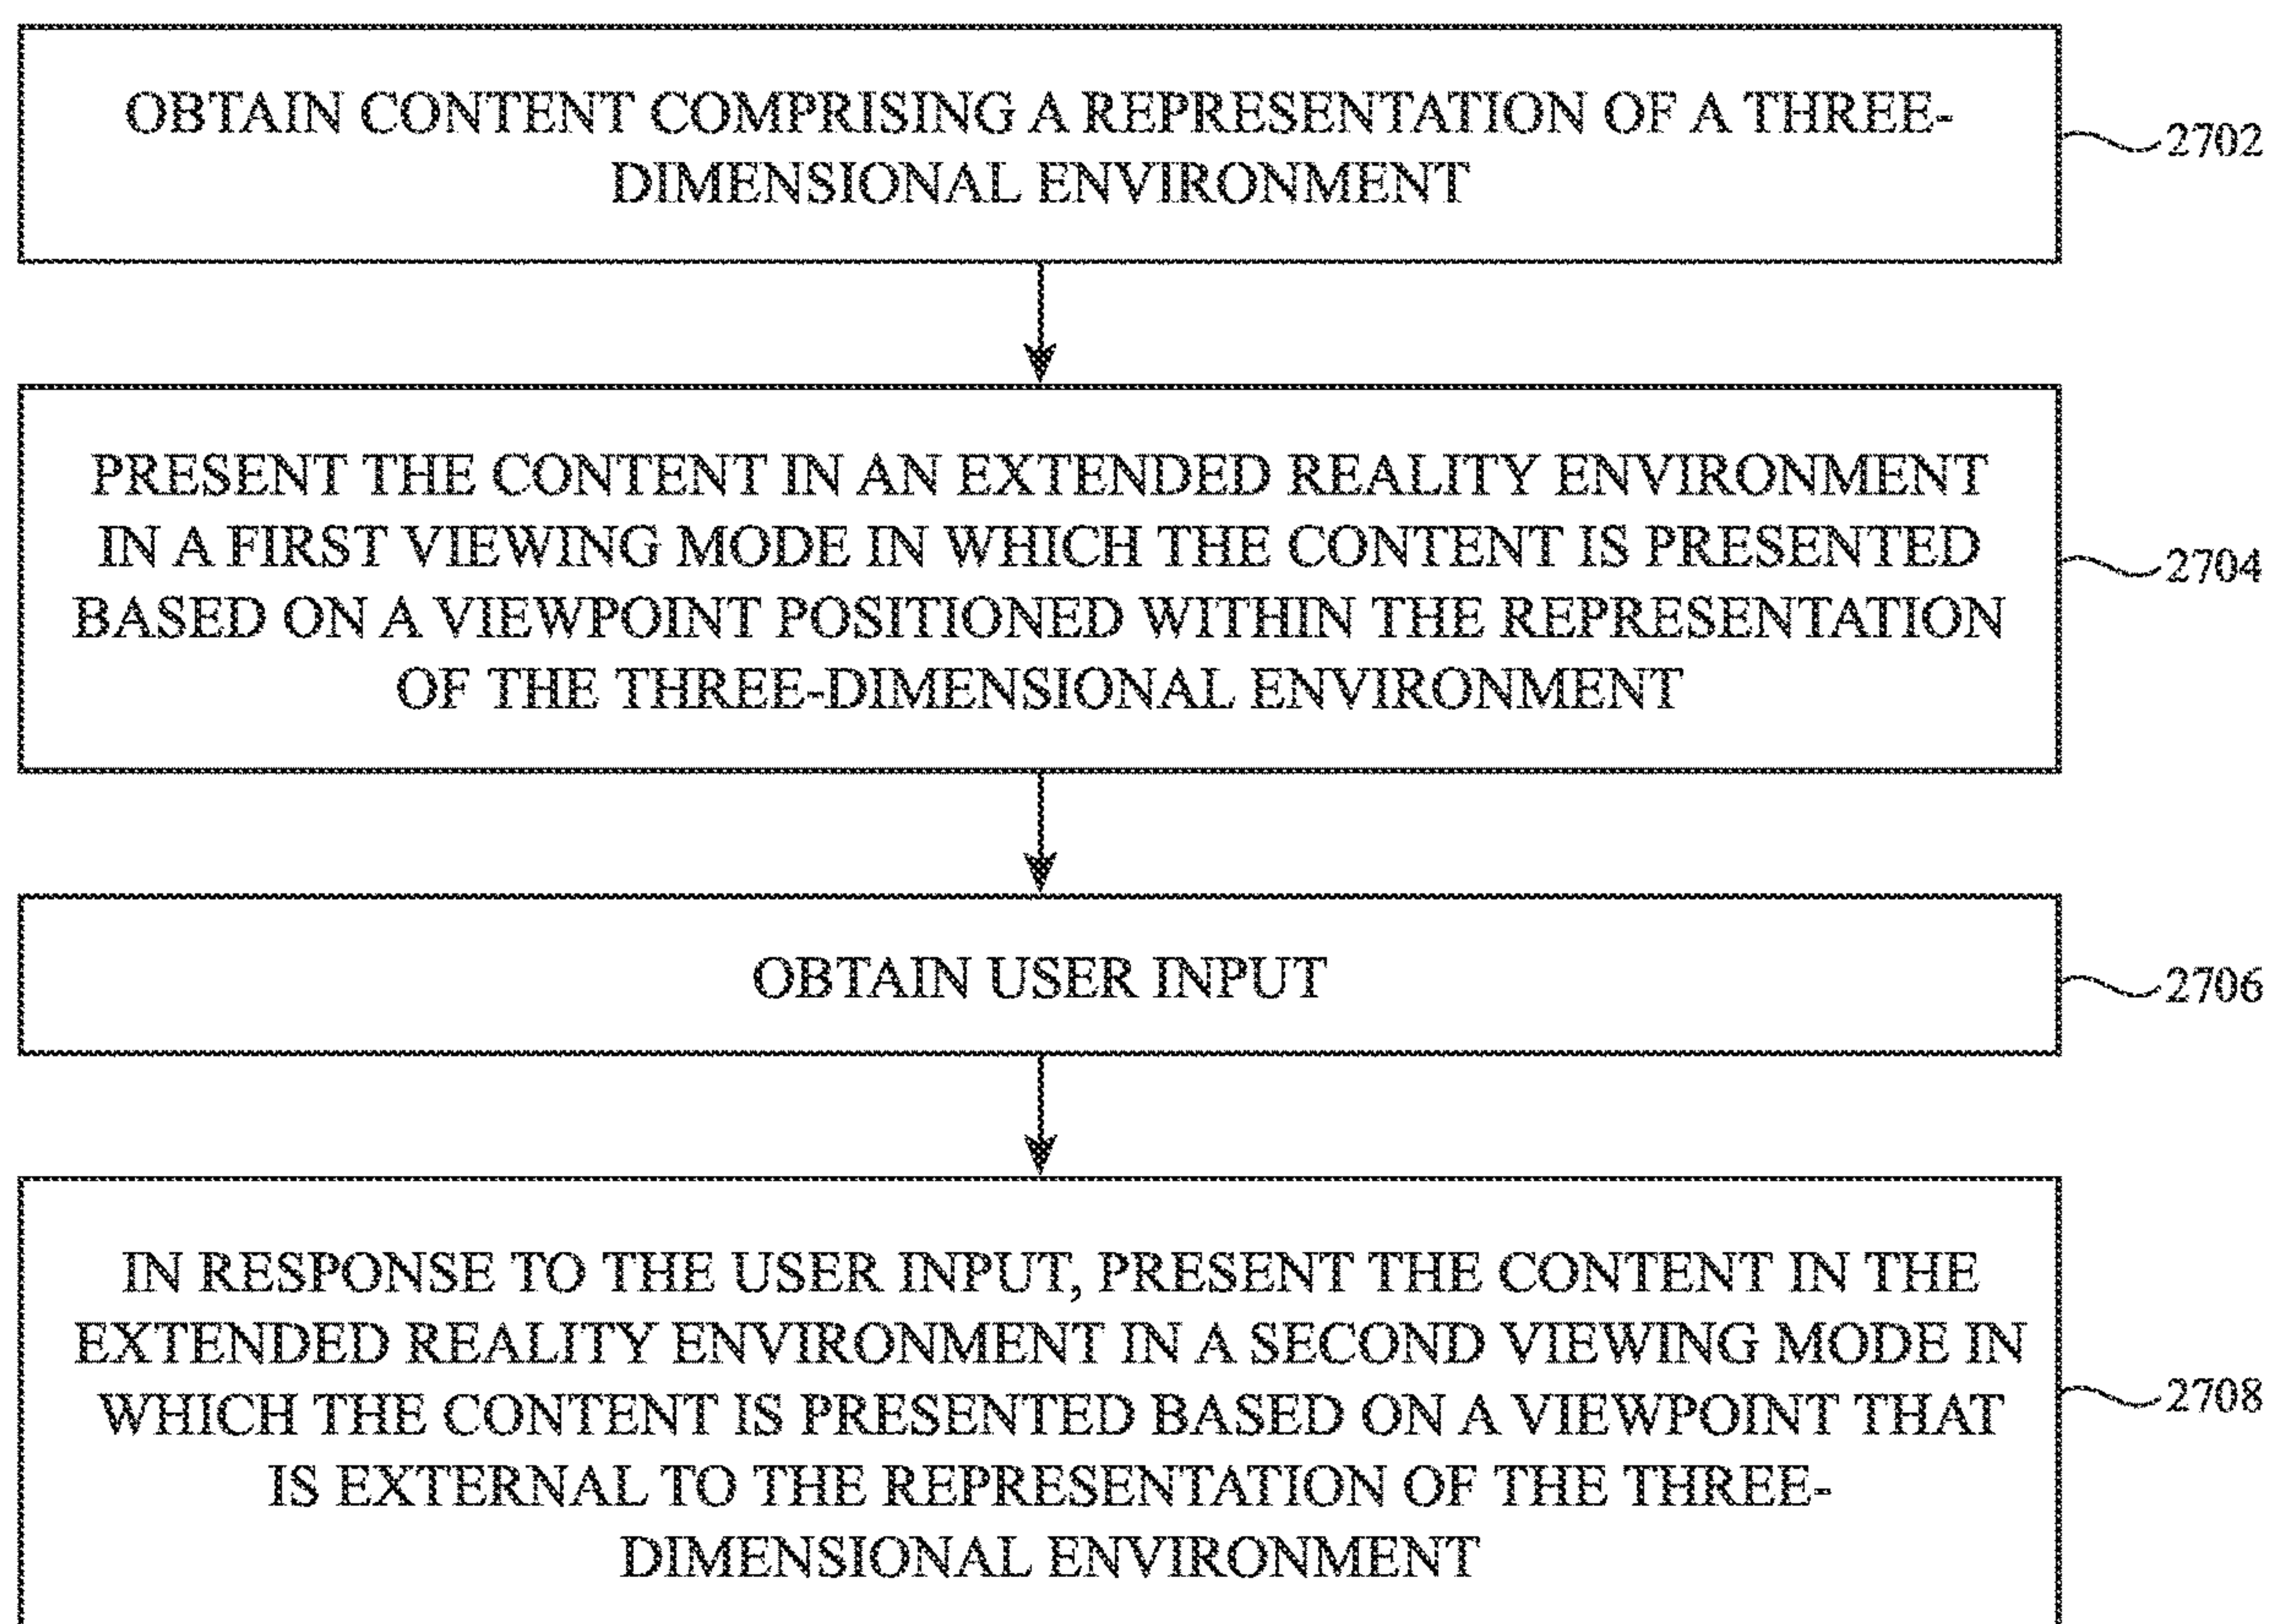 OBTAIN CONTENT COMPRISING A REPRESENTATION OF A THREE-
DIMENSIONAL ENVIRONMENT
2702
PRESENT THE CONTENT IN AN EXTENDED REALITY ENVIRONMENT
IN A FIRST VIEWING MODE IN WHICH THE CONTENT IS PRESENTED
BASED ON A VIEWPOINT POSITIONED WITHIN THE REPRESENTATION
OF THE THREE-DIMENSIONAL ENVIRONMENT
2704
OBTAIN USER INPUT
2706
IN RESPONSE TO THE USER INPUT, PRESENT THE CONTENT IN THE
EXTENDED REALITY ENVIRONMENT IN A SECOND VIEWING MODE IN
WHICH THE CONTENT IS PRESENTED BASED ON A VIEWPOINT THAT
IS EXTERNAL TO THE REPRESENTATION OF THE THREE-
DIMENSIONAL ENVIRONMENT
2708